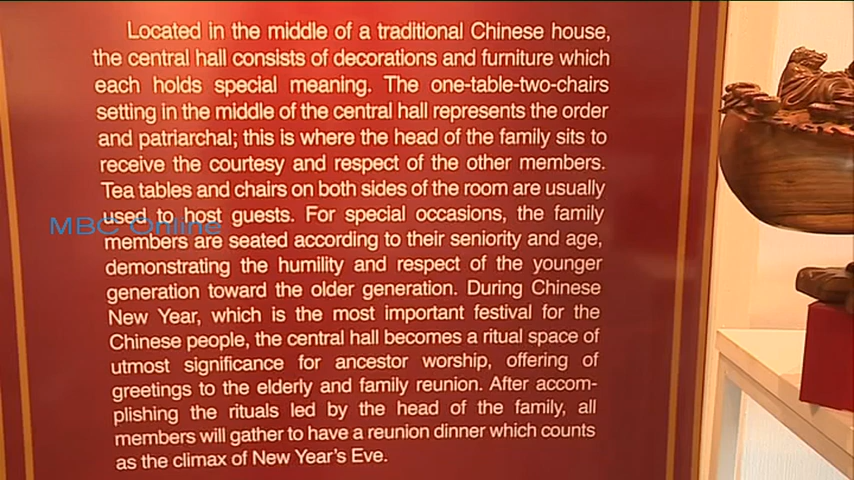 Located in the middle of a traditional Chinese house,
the central hall consists of decorations and furniture which
each holds special meaning. The one-table-two-chairs
setting in the middle of the central hall represents the order
and patriarchal; this is where the head of the family sits to
receive the courtesy and respect of the other members.
Tea tables and chairs on both sides of the room are usually
used to host guests. For special occasions, the family
MBC Online
members are seated according to their seniority and age,
demonstrating the humility and respect of the younger
generation toward the older generation. During Chinese
New Year, which is the most important festival for the
Chinese people, the central hall becomes a ritual space of
utmost significance for ancestor worship, offering of
greetings to the elderly and family reunion. After accom-
plishing the rituals led by the head of the family, all
members will gather to have a reunion dinner which counts
as the climax of New Year's Eve.